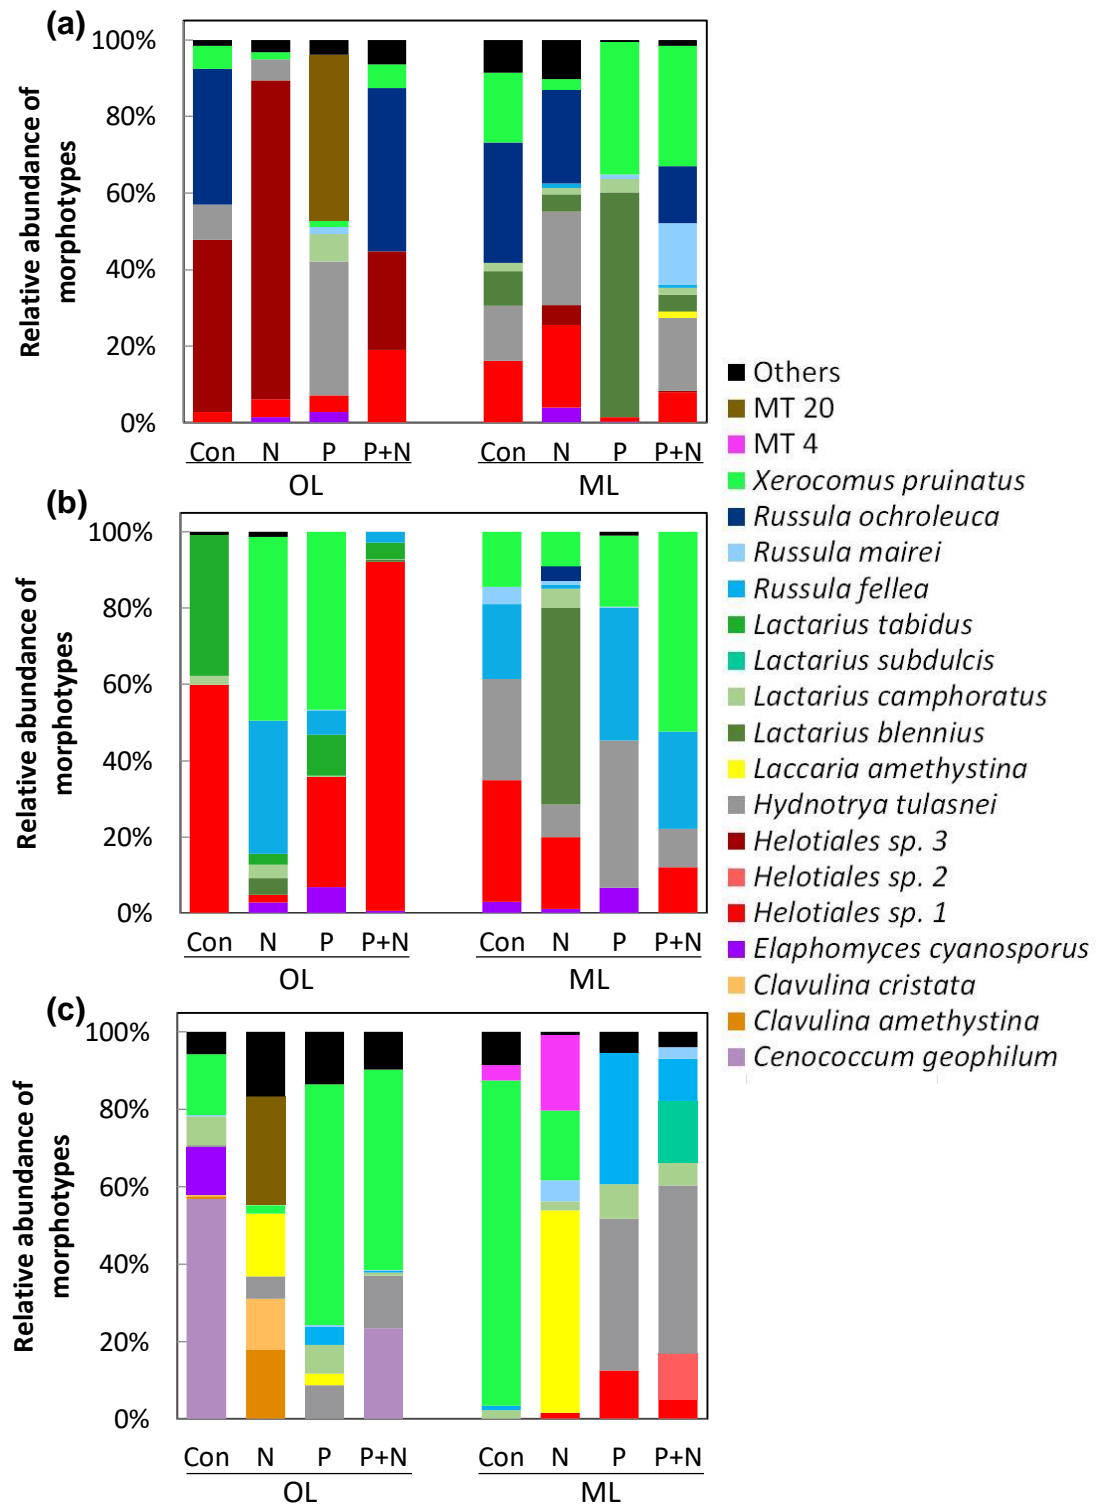 (a)
Relative abundance of
morphotypes
100%
80%
60%
40%
20%
0%
Con N P P+N Con N P P+N
OL ML
(b)
Relative abundance of
morphotypes
100%
80%
60%
40%
20%
0%
Con N P P+N Con N P P+N
OL ML
(c)
Relative abundance of
morphotypes
100%
80%
60%
40%
20%
0%
Con N P P+N Con N P P+N
OL ML
Others
MT 20
MT 4
Xerocomus pruinatus
Russula ochroleuca
Russula mairei
Russula fellea
Lactarius tabidus
Lactarius subdulcis
Lactarius camphoratus
Lactarius blennius
Laccaria amethystina
Hydnotrya tulasnei
Helotiales sp. 3
Helotiales sp. 2
Helotiales sp. 1
Elaphomyces cyanosporus
Clavulina cristata
Clavulina amethystina
Cenococcum geophilum